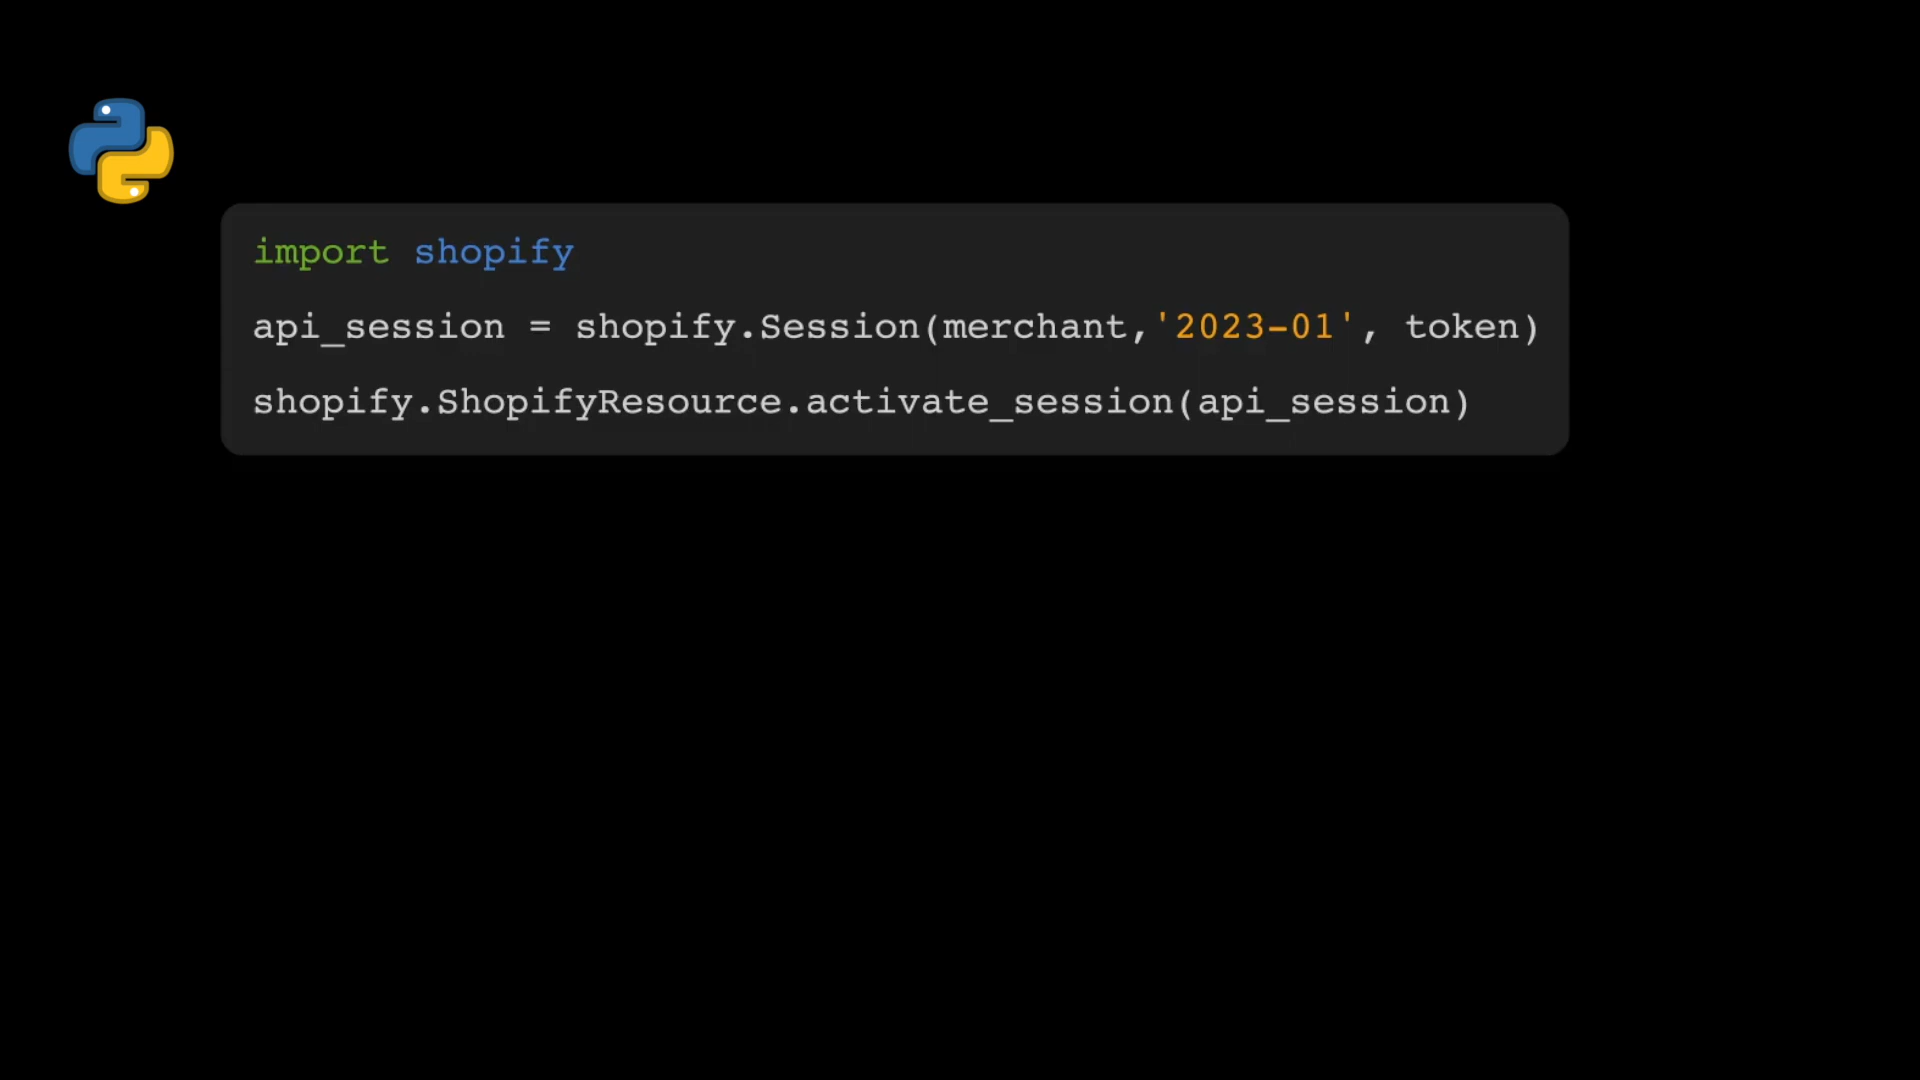 import shopify
api_session = shopify.Session(merchant,'2023-01', token)
shopify.ShopifyResource.activate_session(api_session)